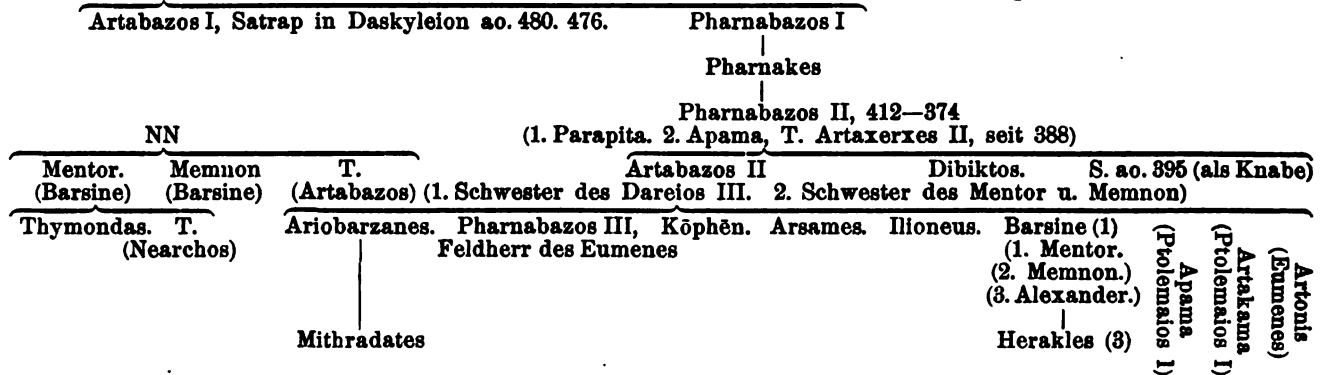 Artabazos I, Satrap in Daskyleion ao. 480. 476. Pharnabazos I
Pharnakes
Pharnabazos II, 412—374
NN (1. Parapita. 2. Apama, T. Artaxerxes II, seit 388)
Mentor. Memnon T. Artabazos II Dibiktos. S. ao. 395 (als Knabe)
(Barsine) (Barsine) (Artabazos) (1. Schwester des Dareios III. 2. Schwester des Mentor u. Memnon)
Thymondas. T. Ariobarzanes. Pharnabazos III, Kōphēn. Arsames. Ilioneus. Barsine (1)
(Nearchos) Feldherr des Eumenes (1. Mentor.
(2. Memnon.)
(3. Alexander.)
Mithradates Herakles (3)
Apama
(Ptolemaios I)
Artakama
(Ptolemaios I)
Artonis
(Eumenes)